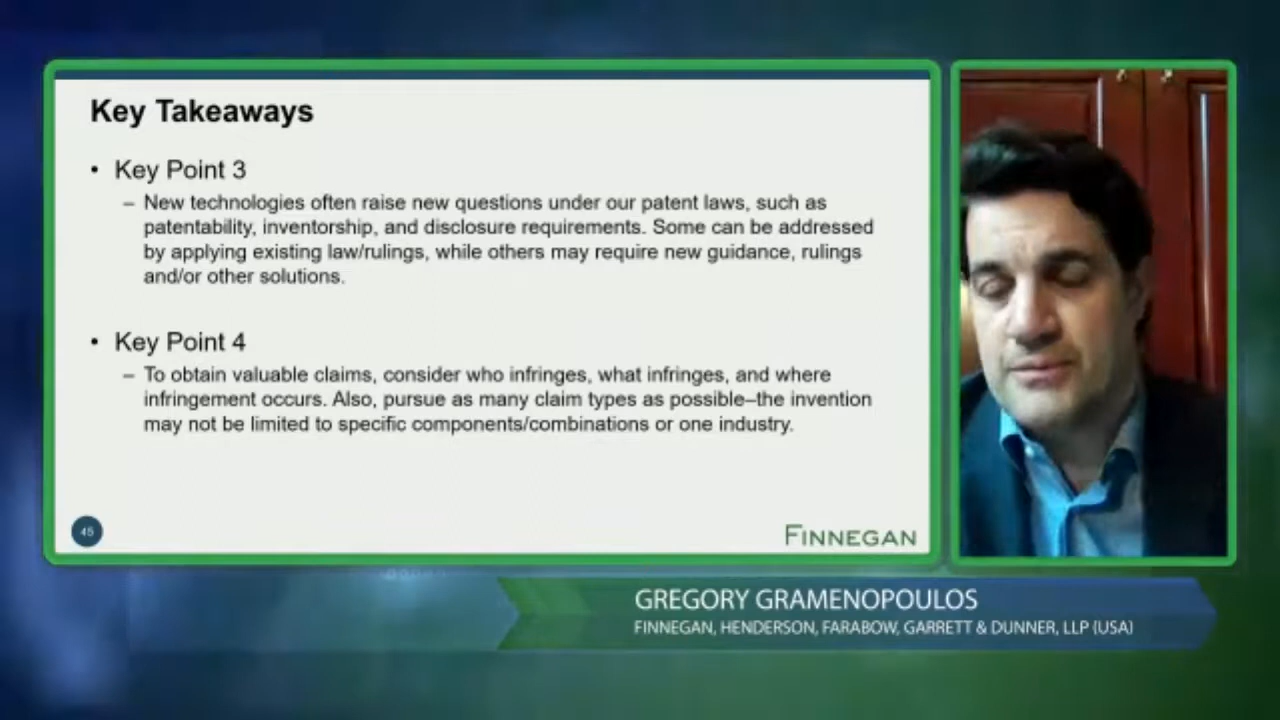 Key Takeaways
• Key Point 3
– New technologies often raise new questions under our patent laws, such as
patentability, inventorship, and disclosure requirements. Some can be addressed
by applying existing law/rulings, while others may require new guidance, rulings
and/or other solutions.
• Key Point 4
– To obtain valuable claims, consider who infringes, what infringes, and where
infringement occurs. Also, pursue as many claim types as possible–the invention
may not be limited to specific components/combinations or one industry.
45
FINNEGAN
GREGORY GRAMENOPOULOS
FINNEGAN, HENDERSON, FARABOW, GARRETT & DUNNER, LLP (USA)